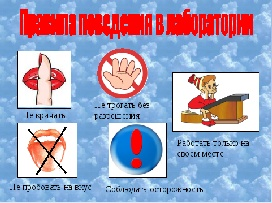 Правила поведения в лаборатории
Не кричать
Не трогать без
разрешения
Работать только на
своем месте
Не пробовать на вкус
Соблюдать осторожность